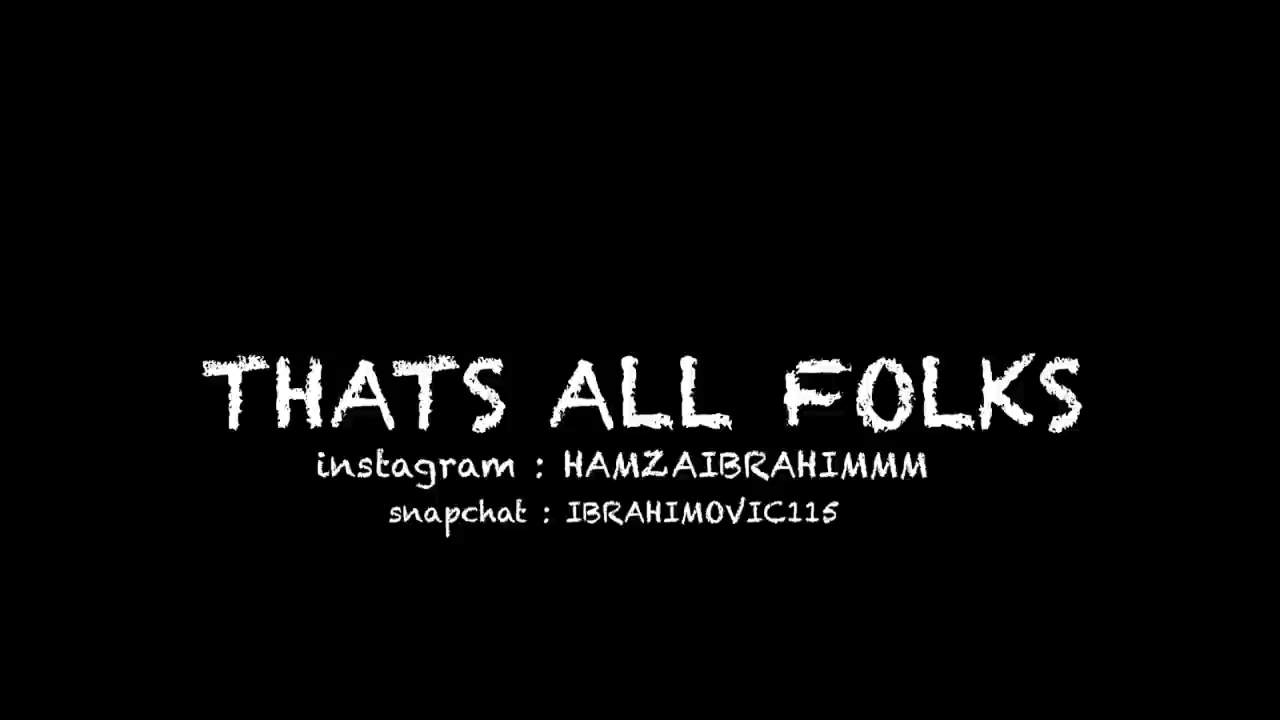 THATS ALL FOLKS
instagram : HAMZAIBRAHIMMM
snapchat : IBRAHIMOVIC115